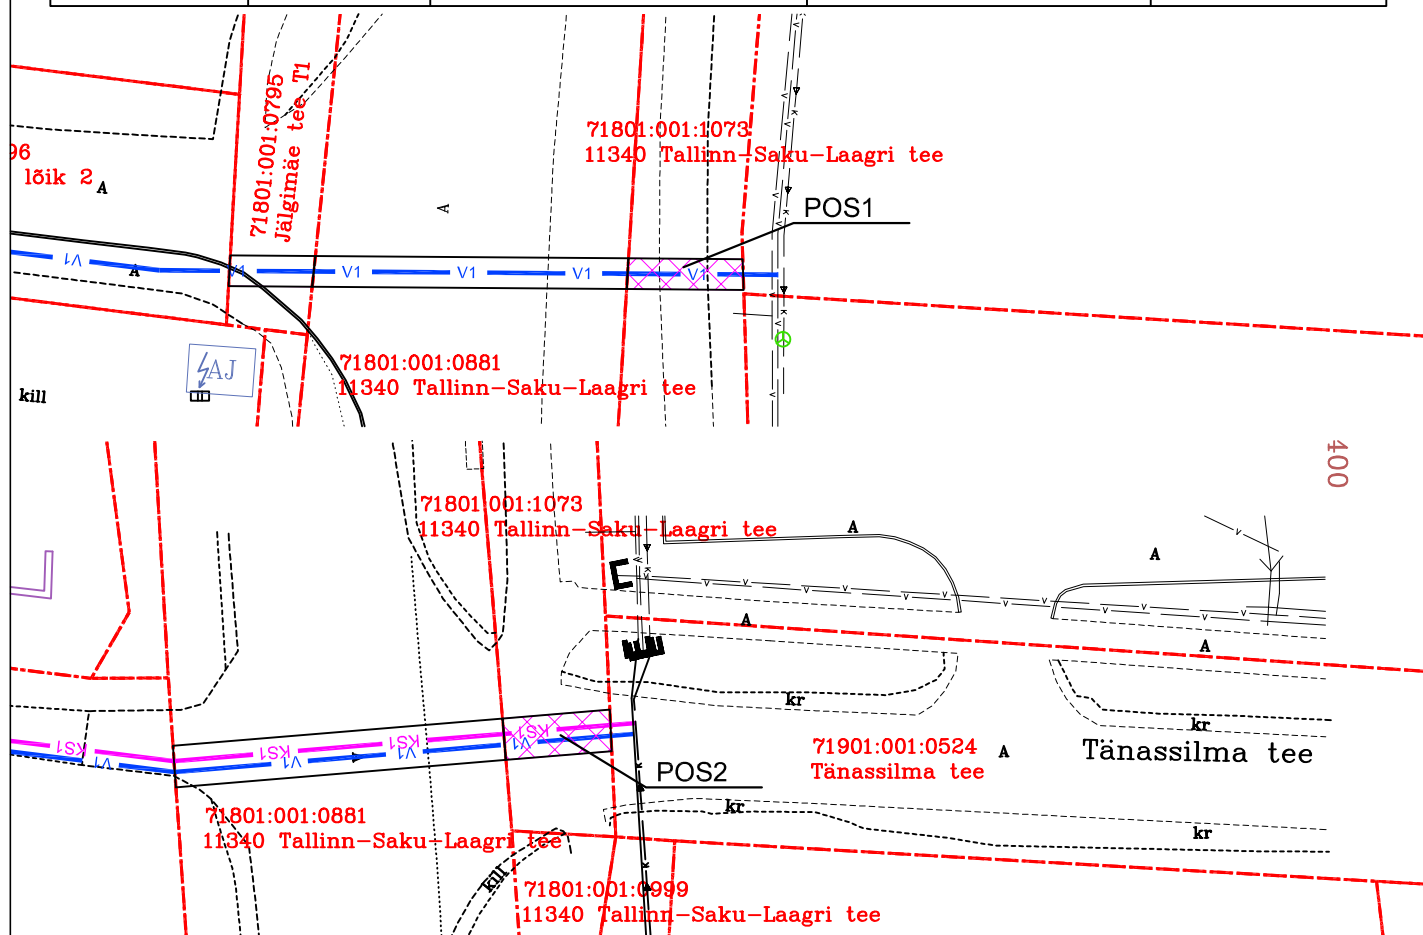 71801:001:0795
Jälgimäe tee T1
71801:001:1073
11340 Tallinn-Saku-Laagri tee
96
lõik 2
A
A
POS1
V1
A
V1
V1
V1
V1
V1
71801:001:0881
11340 Tallinn-Saku-Laagri tee
AJ
kill
400
71801:001:1073
11340 Tallinn-Saku-Laagri tee
A
A
A
A
kr
kr
KS1
KS1
KS1
KS1
V1
V1
V1
V1
71901:001:0524
Tänassilma tee
A
Tänassilma tee
POS2
kr
kr
71801:001:0881
11340 Tallinn-Saku-Laagri tee
kill
71801:001:0999
11340 Tallinn-Saku-Laagri tee